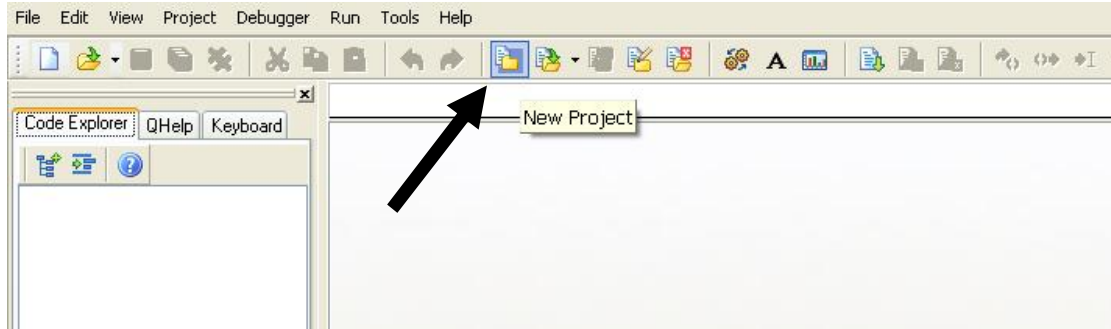 File Edit View Project Debugger Run Tools Help
A
New Project
Code Explorer QHelp Keyboard